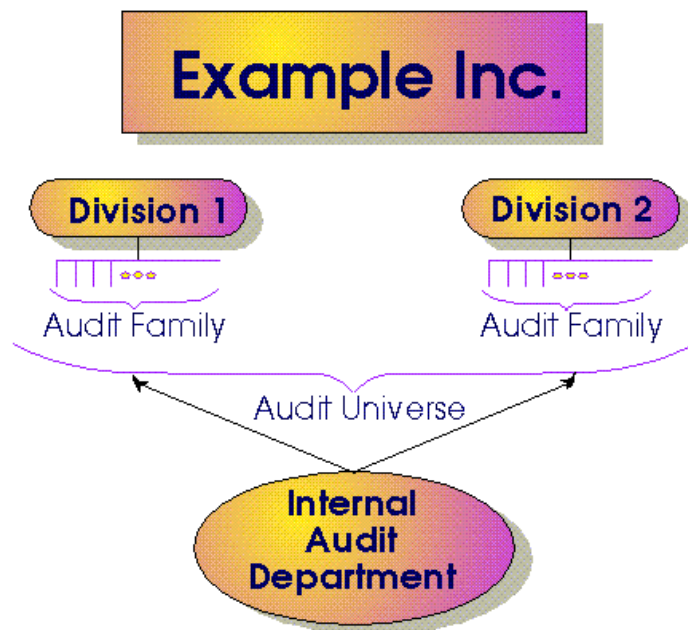 Example Inc.
Division 1
Division 2
Audit Family
Audit Family
Audit Universe
Internal
Audit
Department